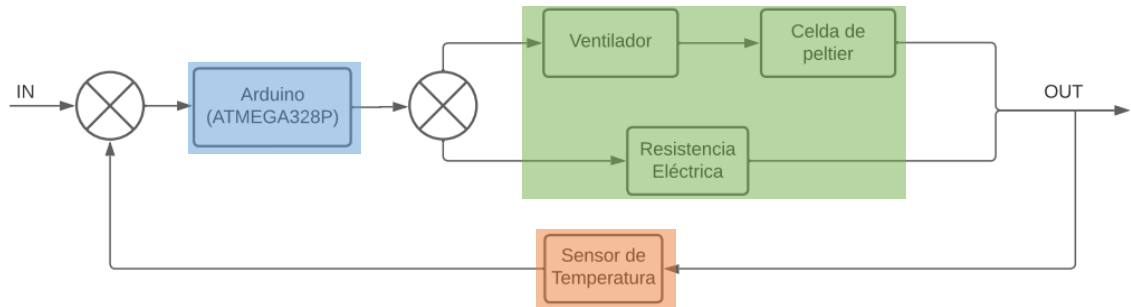 IN
Arduino
(ATMEGA328P)
Ventilador
Celda de
peltier
Resistencia
Eléctrica
OUT
Sensor de
Temperatura